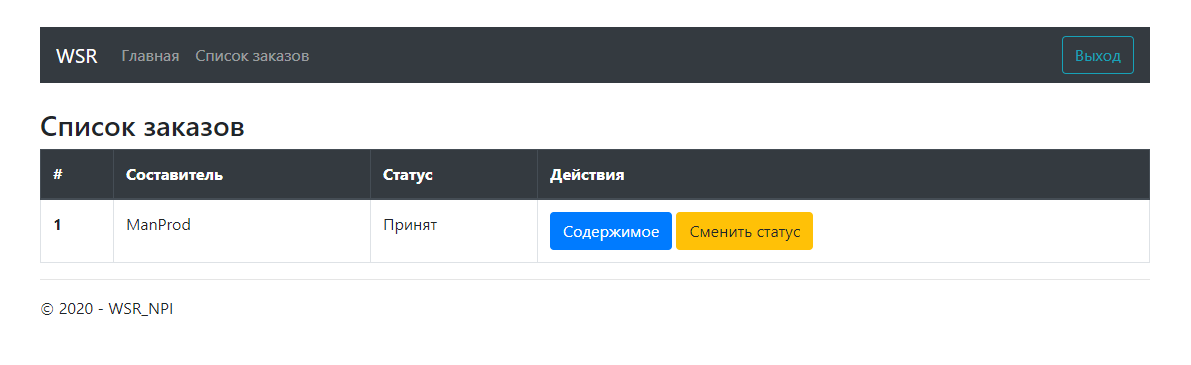 WSR Главная Список заказов Выход
Список заказов
# Составитель Статус Действия
1 ManProd Принят Содержимое Сменить статус
© 2020 - WSR_NPI